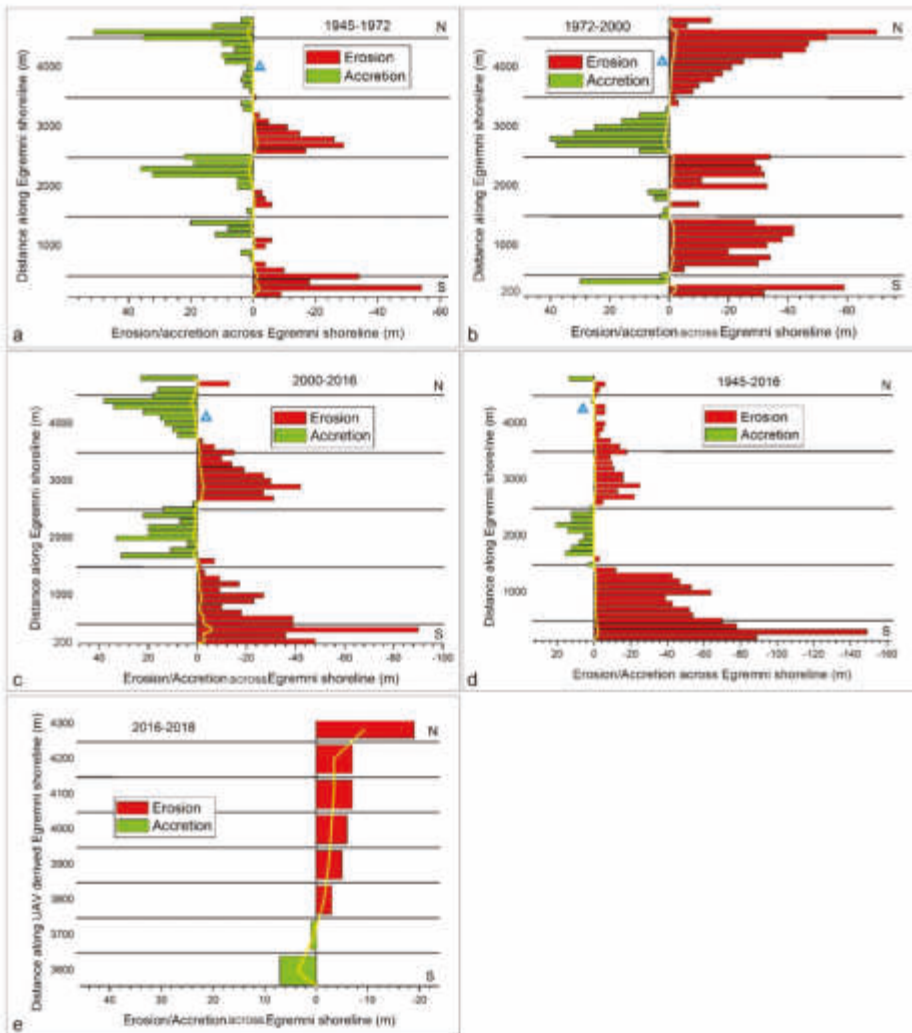 1945-1972
N
Erosion
Accretion
4000
3000
2000
1000
S
Distance along Egremni shoreline (m)
60 40 20 0 -20 -40 -60
a
Erosion/accretion across Egremni shoreline (m)
1972-2000
N
Erosion
Accretion
4000
3000
2000
1000
200
S
Distance along Egremni shoreline (m)
40 20 0 -20 -40 -60 -80
b
Erosion/accretion across Egremni shoreline (m)
2000-2016
N
Erosion
Accretion
4000
3000
2000
1000
200
S
Distance along Egremni shoreline (m)
40 20 0 -20 -40 -60 -80 -100
c
Erosion/Accretion across Egremni shoreline (m)
1945-2016
N
Erosion
Accretion
4000
3000
2000
1000
S
Distance along Egremni shoreline (m)
60 40 20 0 -20 -40 -60 -80 -100 -120 -140 -160
d
Erosion/Accretion across Egremni shoreline (m)
2016-2018
N
Erosion
Accretion
4300
4200
4100
4000
3900
3800
3700
3600
S
Distance along UAV derived Egremni shoreline (m)
40 30 20 10 0 -10 -20
e
Erosion/Accretion across Egremni shoreline (m)